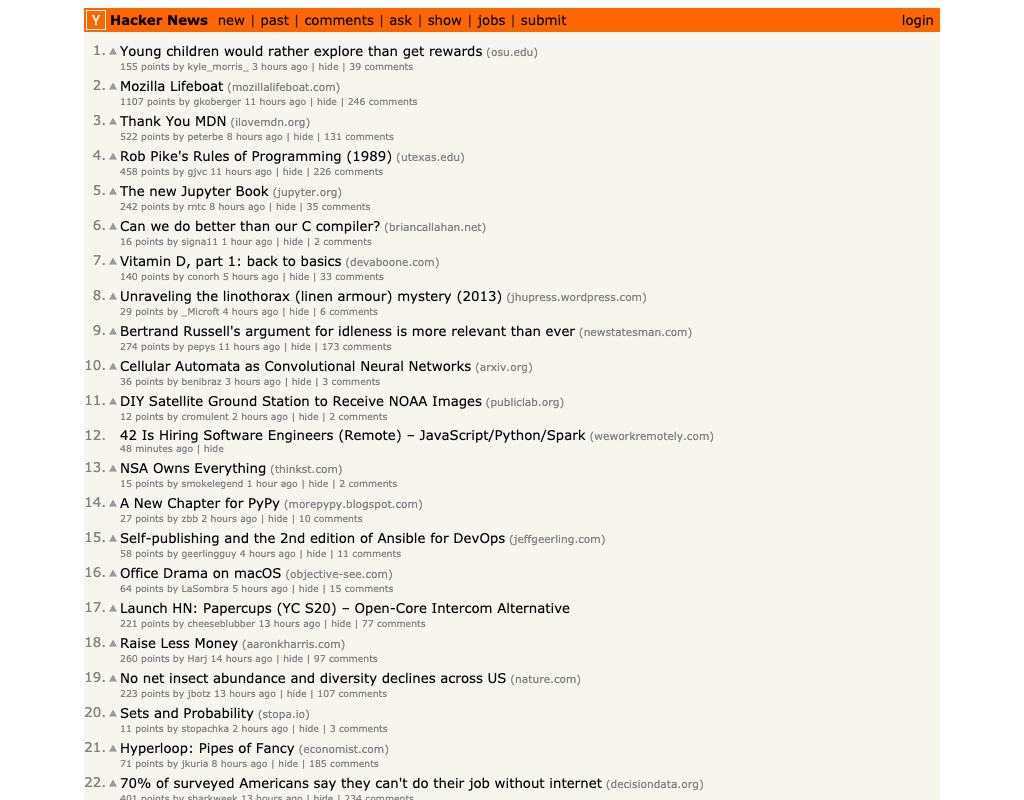 Y Hacker News new | past | comments | ask | show | jobs | submit login
1. Young children would rather explore than get rewards (osu.edu)
155 points by kyle_morris_ 3 hours ago | hide | 39 comments
2. Mozilla Lifeboat (mozillalifeboat.com)
1107 points by gkoberger 11 hours ago | hide | 246 comments
3. Thank You MDN (ilovemdn.org)
522 points by peterbe 8 hours ago | hide | 131 comments
4. Rob Pike's Rules of Programming (1989) (utexas.edu)
458 points by gjvc 11 hours ago | hide | 226 comments
5. The new Jupyter Book (jupyter.org)
242 points by rntc 8 hours ago | hide | 35 comments
6. Can we do better than our C compiler? (briancallahan.net)
16 points by signa11 1 hour ago | hide | 2 comments
7. Vitamin D, part 1: back to basics (devaboone.com)
140 points by conorh 5 hours ago | hide | 33 comments
8. Unraveling the linothorax (linen armour) mystery (2013) (jhupress.wordpress.com)
29 points by _Microft 4 hours ago | hide | 6 comments
9. Bertrand Russell's argument for idleness is more relevant than ever (newstatesman.com)
274 points by pepys 11 hours ago | hide | 173 comments
10. Cellular Automata as Convolutional Neural Networks (arxiv.org)
36 points by benibraz 3 hours ago | hide | 3 comments
11. DIY Satellite Ground Station to Receive NOAA Images (publiclab.org)
12 points by cromulent 2 hours ago | hide | 2 comments
12. 42 Is Hiring Software Engineers (Remote) – JavaScript/Python/Spark (weworkremotely.com)
48 minutes ago | hide
13. NSA Owns Everything (thinkst.com)
15 points by smokelegend 1 hour ago | hide | 2 comments
14. A New Chapter for PyPy (morepypy.blogspot.com)
27 points by zbb 2 hours ago | hide | 10 comments
15. Self-publishing and the 2nd edition of Ansible for DevOps (jeffgeerling.com)
58 points by geerlingguy 4 hours ago | hide | 11 comments
16. Office Drama on macOS (objective-see.com)
64 points by LaSombra 5 hours ago | hide | 15 comments
17. Launch HN: Papercups (YC S20) – Open-Core Intercom Alternative
221 points by cheeseblubber 13 hours ago | hide | 77 comments
18. Raise Less Money (aaronkharris.com)
260 points by Harj 14 hours ago | hide | 97 comments
19. No net insect abundance and diversity declines across US (nature.com)
223 points by jbotz 13 hours ago | hide | 107 comments
20. Sets and Probability (stopa.io)
11 points by stopachka 2 hours ago | hide | 3 comments
21. Hyperloop: Pipes of Fancy (economist.com)
71 points by jkuria 8 hours ago | hide | 185 comments
22. 70% of surveyed Americans say they can't do their job without internet (decisiondata.org)
401 points by sharkweek 13 hours ago | hide | 234 comments